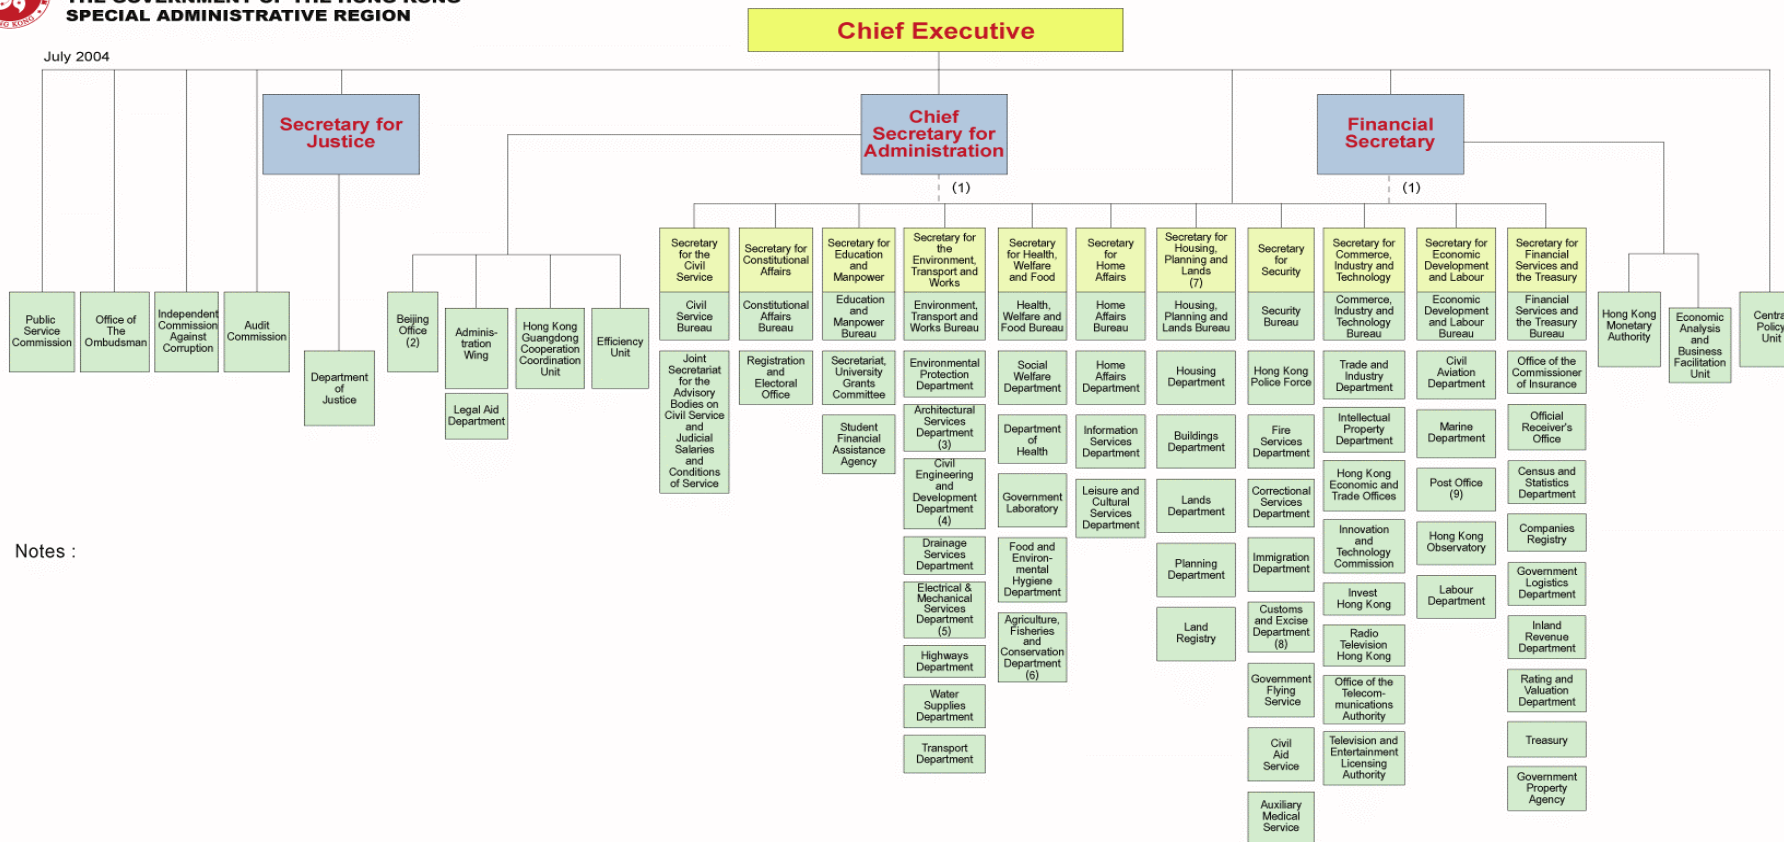 THE GOVERNMENT OF THE HONG KONG
SPECIAL ADMINISTRATIVE REGION
July 2004
Chief Executive
Secretary for
Justice
Chief
Secretary for
Administration
Financial
Secretary
(1)
(1)
Public
Service
Commission
Office of
The
Ombudsman
Independent
Commission
Against
Corruption
Audit
Commission
Department
of
Justice
Beijing
Office
(2)
Adminis-
tration
Wing
Legal Aid
Department
Hong Kong
Guangdong
Cooperation
Coordination
Unit
Efficiency
Unit
Secretary
for the
Civil
Service
Civil
Service
Bureau
Joint
Secretariat
for the
Advisory
Bodies on
Civil Service
and
Judicial
Salaries
and
Conditions
of Service
Secretary for
Constitutional
Affairs
Constitutional
Affairs
Bureau
Registration
and
Electoral
Office
Secretary for
Education
and
Manpower
Education
and
Manpower
Bureau
Secretariat,
University
Grants
Committee
Student
Financial
Assistance
Agency
Secretary for
the
Environment,
Transport and
Works
Environment,
Transport and
Works Bureau
Environmental
Protection
Department
Architectural
Services
Department
(3)
Civil
Engineering
and
Development
Department
(4)
Drainage
Services
Department
Electrical &
Mechanical
Services
Department
(5)
Highways
Department
Water
Supplies
Department
Transport
Department
Secretary
for Health,
Welfare
and Food
Health,
Welfare and
Food Bureau
Social
Welfare
Department
Department
of
Health
Government
Laboratory
Food and
Environ-
mental
Hygiene
Department
Agriculture,
Fisheries
and
Conservation
Department
(6)
Secretary
for
Home
Affairs
Home
Affairs
Bureau
Home
Affairs
Department
Information
Services
Department
Leisure and
Cultural
Services
Department
Secretary for
Housing,
Planning and
Lands
(7)
Housing,
Planning and
Lands Bureau
Housing
Department
Buildings
Department
Lands
Department
Planning
Department
Land
Registry
Secretary
for
Security
Security
Bureau
Hong Kong
Police Force
Fire
Services
Department
Correctional
Services
Department
Immigration
Department
Customs
and Excise
Department
(8)
Government
Flying
Service
Civil
Aid
Service
Auxiliary
Medical
Service
Secretary for
Commerce,
Industry and
Technology
Commerce,
Industry and
Technology
Bureau
Trade and
Industry
Department
Intellectual
Property
Department
Hong Kong
Economic and
Trade Offices
Innovation
and
Technology
Commission
Invest
Hong Kong
Radio
Television
Hong Kong
Office of the
Telecom-
munications
Authority
Television and
Entertainment
Licensing
Authority
Secretary for
Economic
Development
and Labour
Economic
Development
and Labour
Bureau
Civil
Aviation
Department
Marine
Department
Post Office
(9)
Hong Kong
Observatory
Labour
Department
Secretary for
Financial
Services and
the Treasury
Financial
Services and
the Treasury
Bureau
Office of the
Commissioner
of Insurance
Official
Receiver's
Office
Census and
Statistics
Department
Companies
Registry
Government
Logistics
Department
Inland
Revenue
Department
Rating and
Valuation
Department
Treasury
Government
Property
Agency
Hong Kong
Monetary
Authority
Economic
Analysis
and
Business
Facilitation
Unit
Centra
Policy
Unit
Notes :